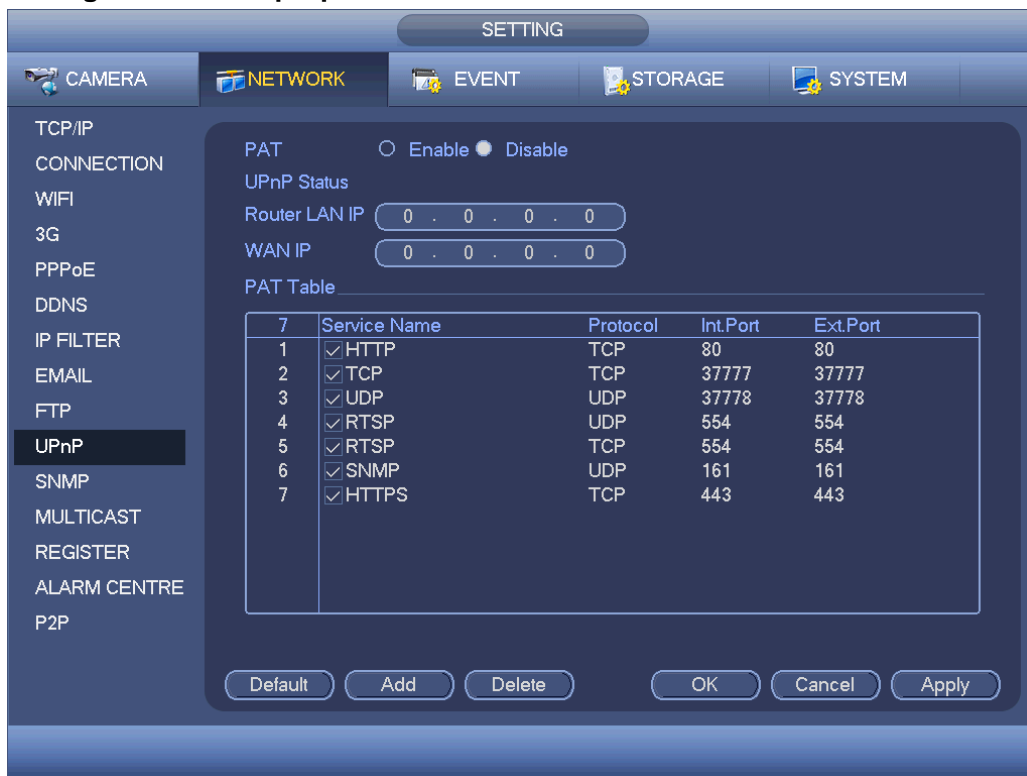 SETTING
CAMERA NETWORK EVENT STORAGE SYSTEM
TCP/IP
CONNECTION
WIFI
3G
PPPoE
DDNS
IP FILTER
EMAIL
FTP
UPnP
SNMP
MULTICAST
REGISTER
ALARM CENTRE
P2P
PAT Enable Disable
UPnP Status
Router LAN IP 0 . 0 . 0 . 0
WAN IP 0 . 0 . 0 . 0
PAT Table
7 Service Name Protocol Int.Port Ext.Port
1 HTTP TCP 80 80
2 TCP TCP 37777 37777
3 UDP UDP 37778 37778
4 RTSP UDP 554 554
5 RTSP TCP 554 554
6 SNMP UDP 161 161
7 HTTPS TCP 443 443
Default Add Delete OK Cancel Apply